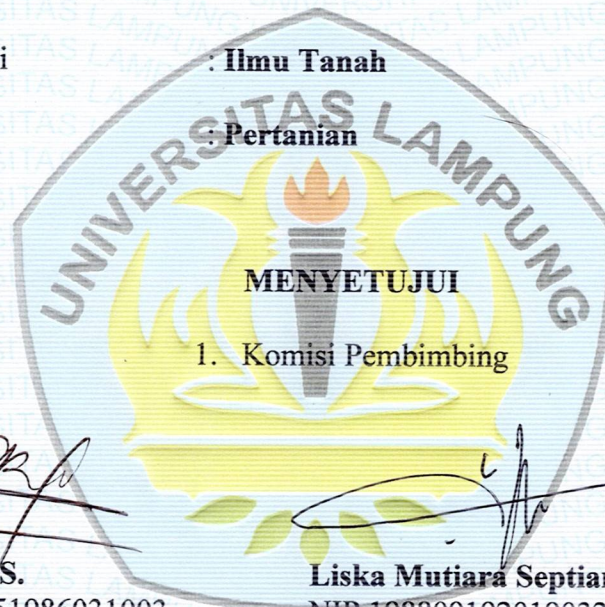 : Ilmu Tanah
: Pertanian
UNIVERSITAS LAMPUNG
MENYETUJUI
1. Komisi Pembimbing
S.
Liska Mutiara Septian